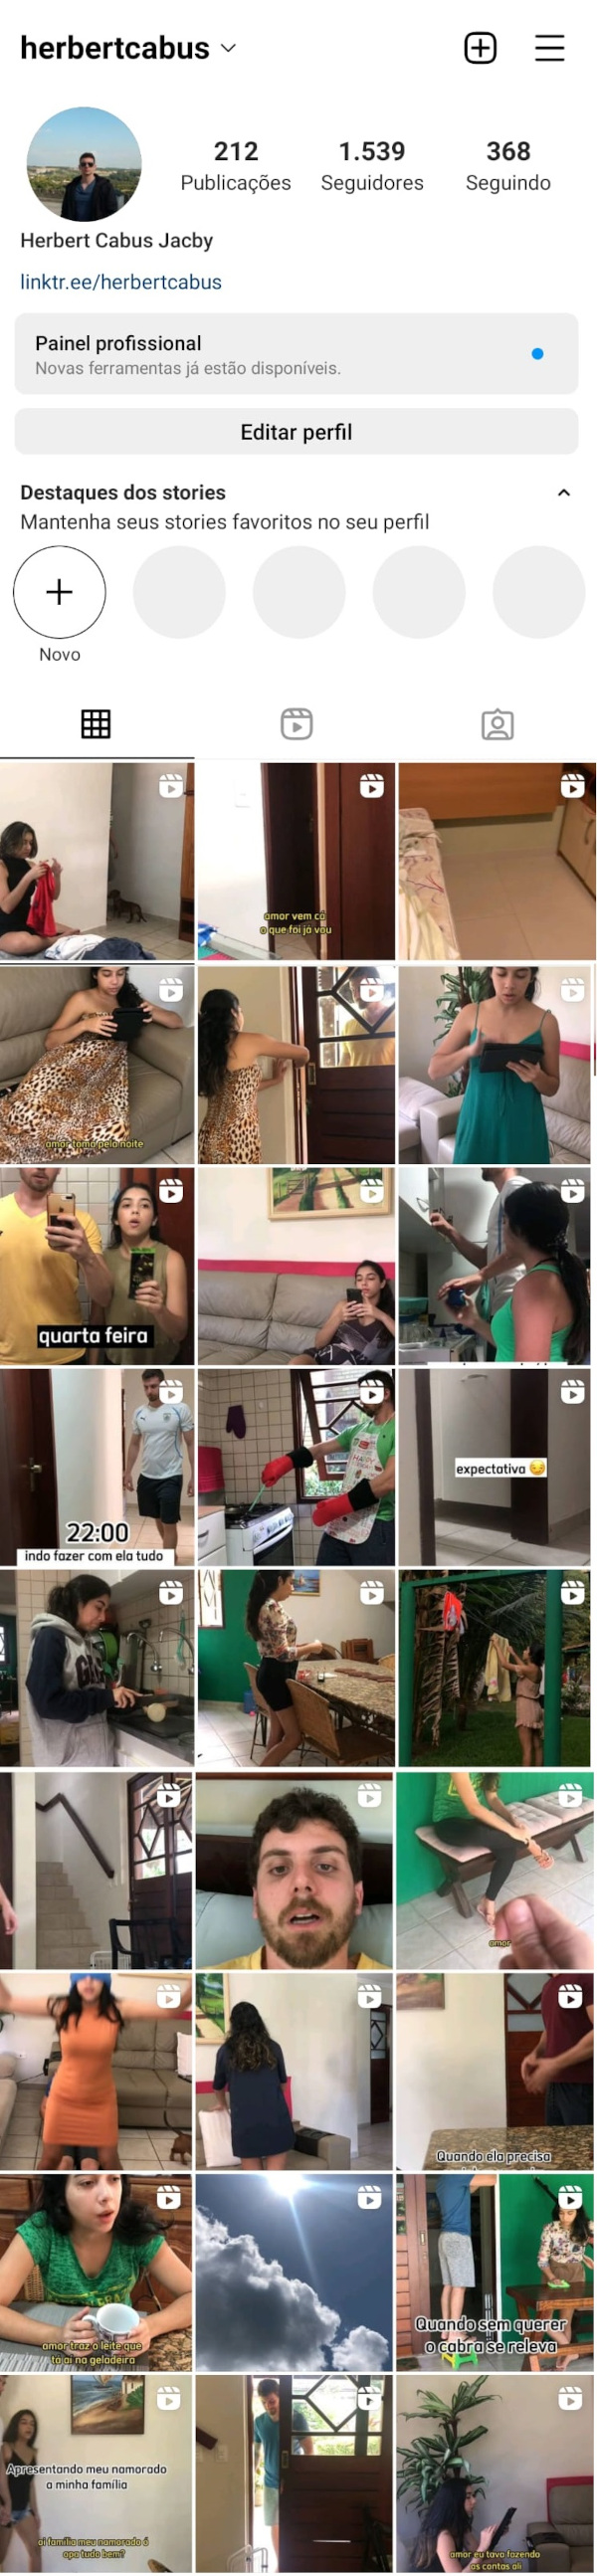 herbertcabus
212
1.539
368
Publicações
Seguidores
Seguindo
Herbert Cabus Jacby
linktr.ee/herbertcabus
Painel profissional
Novas ferramentas já estão disponíveis.
Editar perfil
Destaques dos stories
Mantenha seus stories favoritos no seu perfil
Novo
amor vem cá
o que foi já vou
amor toma pelo noite
quarta feira
22:00
indo fazer com ela tudo
expectativa 😏
amor
Quando ela precisa
amor traz o leite que
tá ai na geladeira
Quando sem querer
o cabra se releva
Apresentando meu namorado
a minha família
oi família meu namorado ó
opa tudo bem?
amor eu tava fazendo
as contas ali